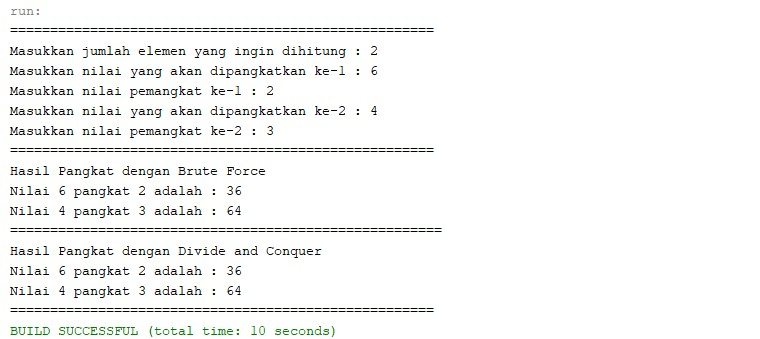 run:
=====================================================
Masukkan jumlah elemen yang ingin dihitung : 2
Masukkan nilai yang akan dipangkatkan ke-1 : 6
Masukkan nilai pemangkat ke-1 : 2
Masukkan nilai yang akan dipangkatkan ke-2 : 4
Masukkan nilai pemangkat ke-2 : 3
=====================================================
Hasil Pangkat dengan Brute Force
Nilai 6 pangkat 2 adalah : 36
Nilai 4 pangkat 3 adalah : 64
======================================================
Hasil Pangkat dengan Divide and Conquer
Nilai 6 pangkat 2 adalah : 36
Nilai 4 pangkat 3 adalah : 64
=====================================================
BUILD SUCCESSFUL (total time: 10 seconds)